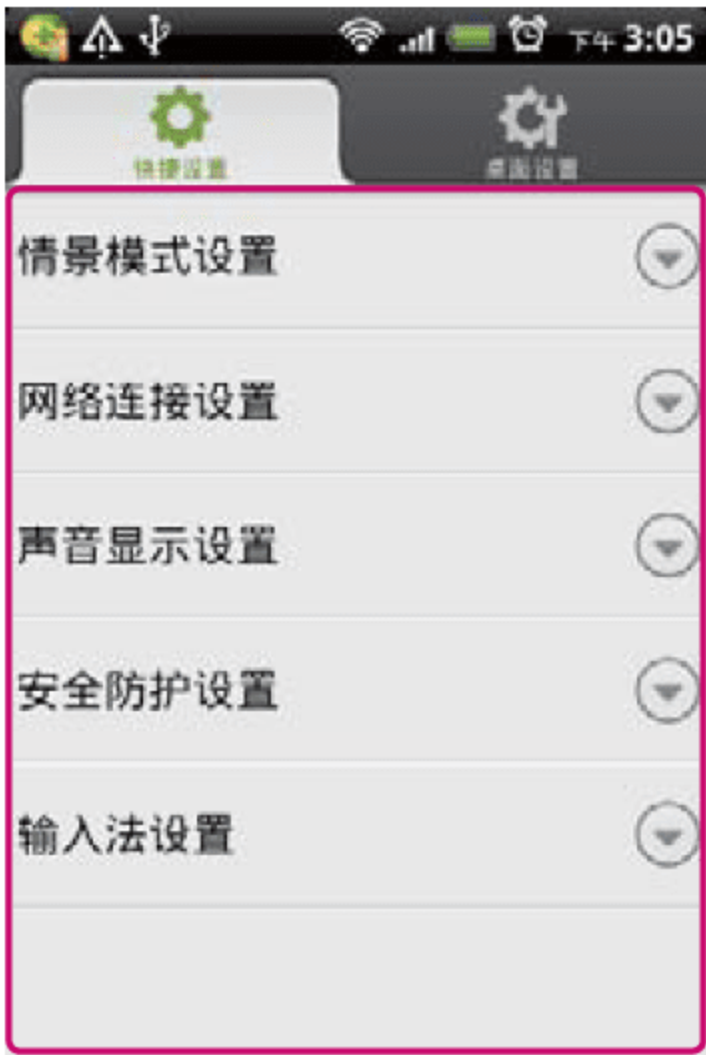 下午 3:05
快捷设置
桌面设置
情景模式设置
网络连接设置
声音显示设置
安全防护设置
输入法设置